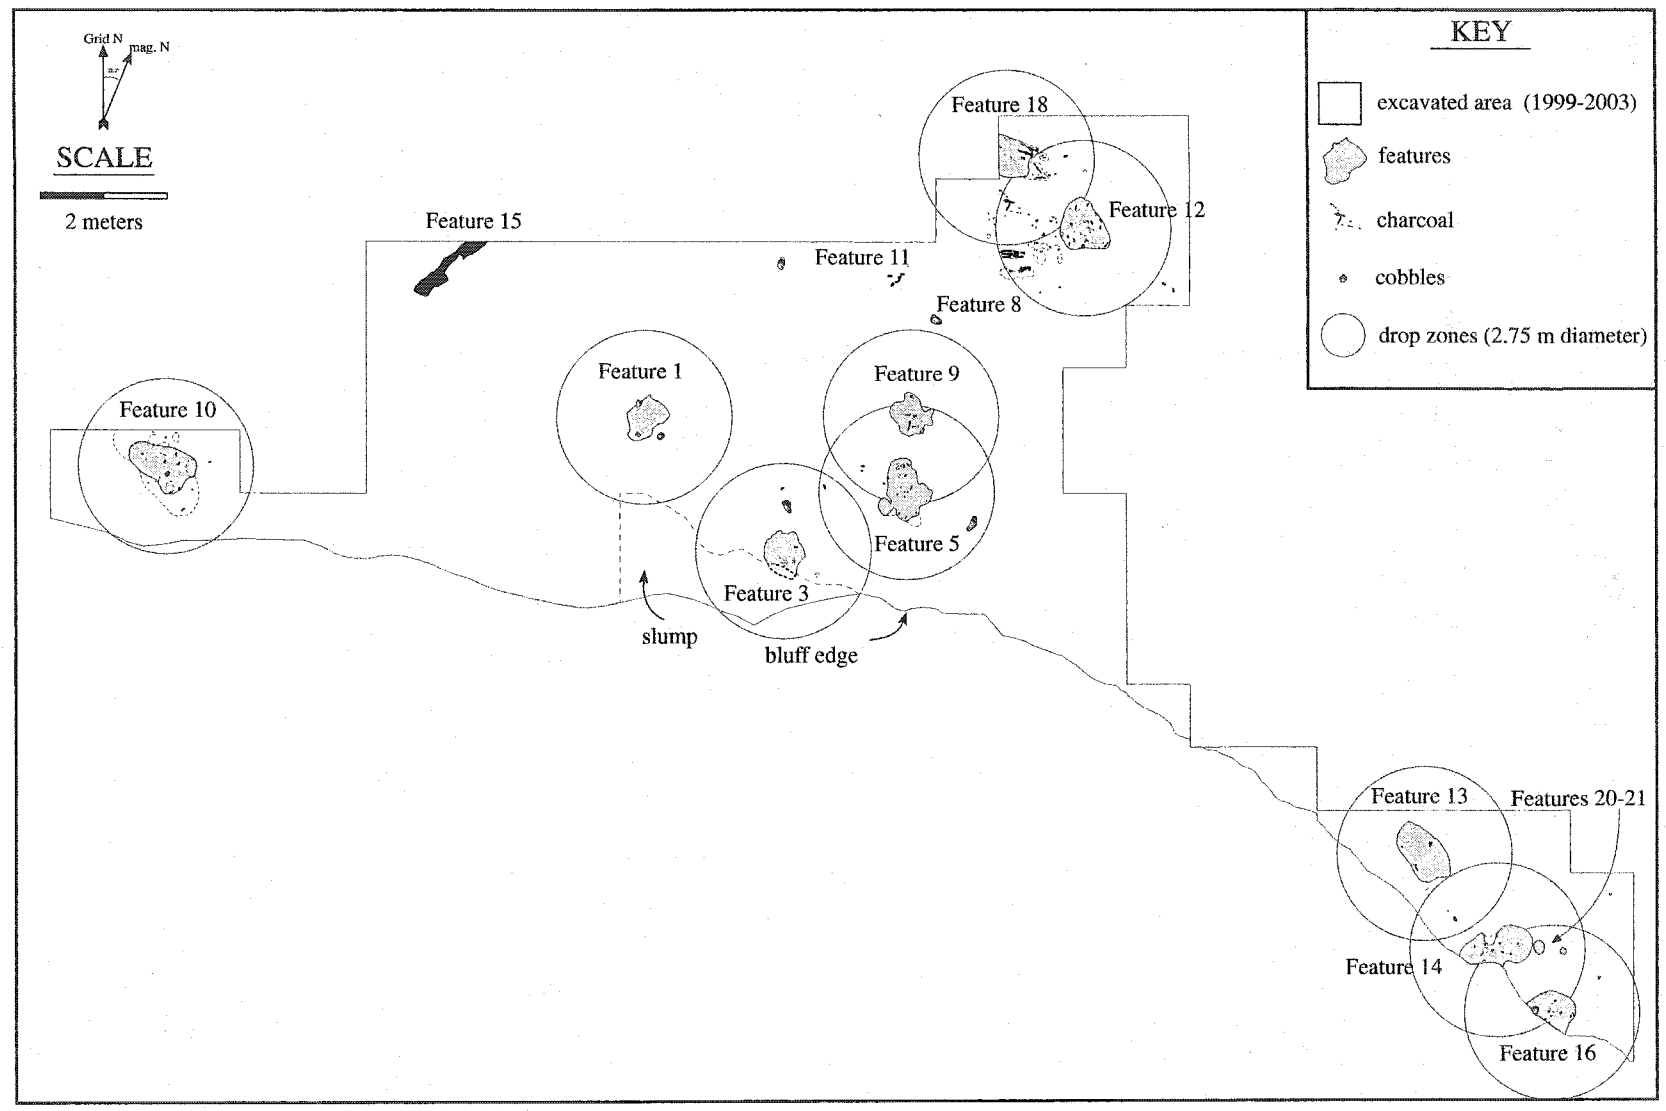 Grid N
mag. N
SCALE
2 meters
KEY
excavated area (1999-2003)
features
charcoal
cobbles
drop zones (2.75 m diameter)
Feature 18
Feature 12
Feature 15
Feature 11
Feature 8
Feature 1
Feature 9
Feature 10
Feature 5
Feature 3
slump
bluff edge
Feature 13
Features 20-21
Feature 14
Feature 16